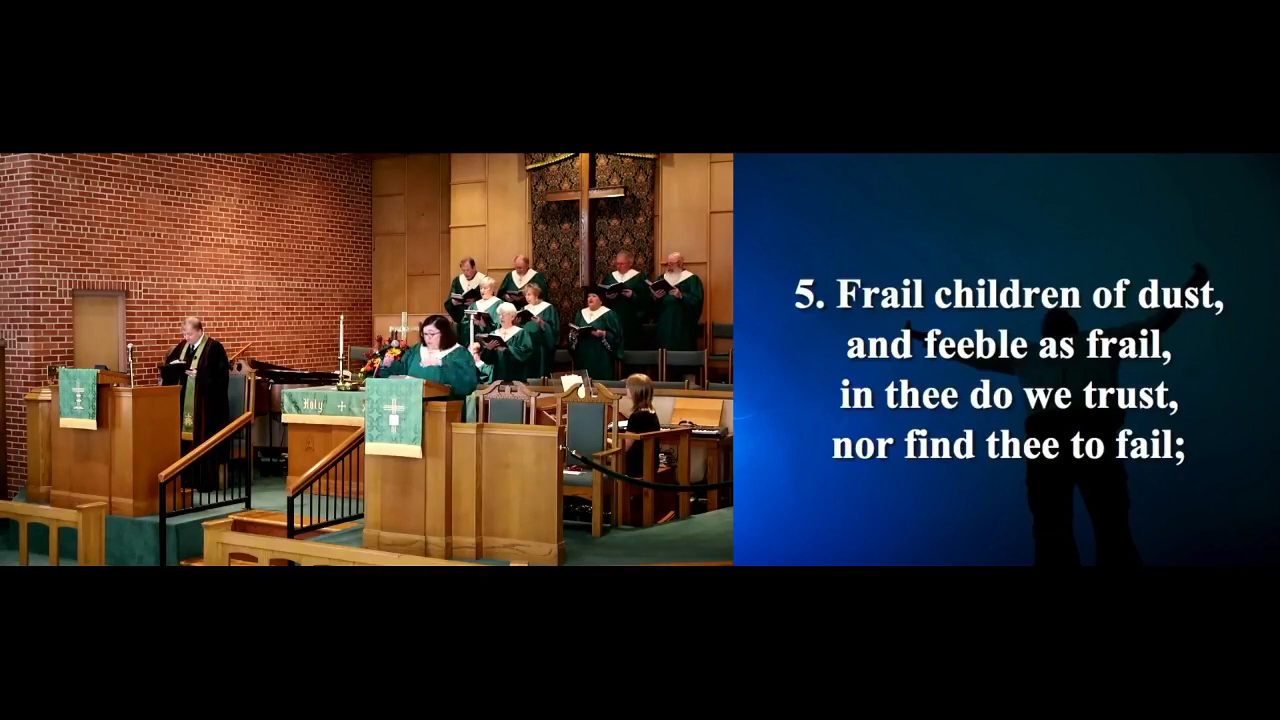 Holy
5. Frail children of dust,
and feeble as frail,
in thee do we trust,
nor find thee to fail;